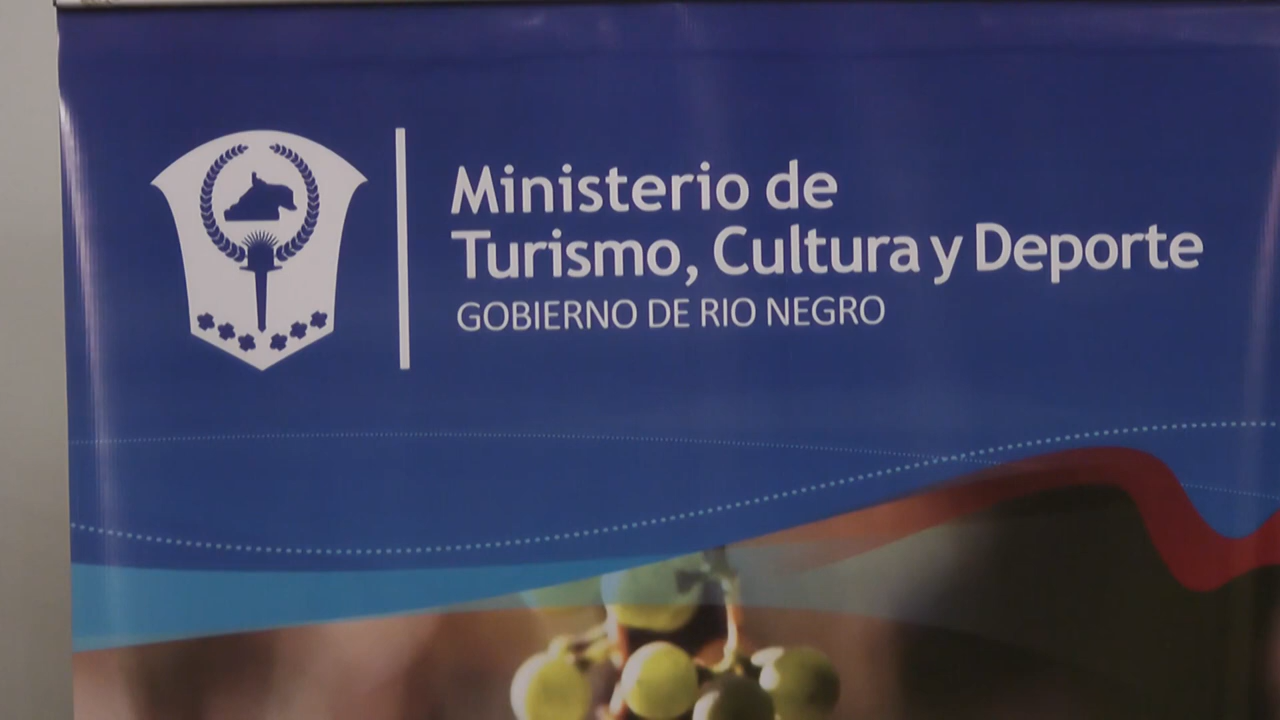 Ministerio de
Turismo, Cultura y Deporte
GOBIERNO DE RIO NEGRO